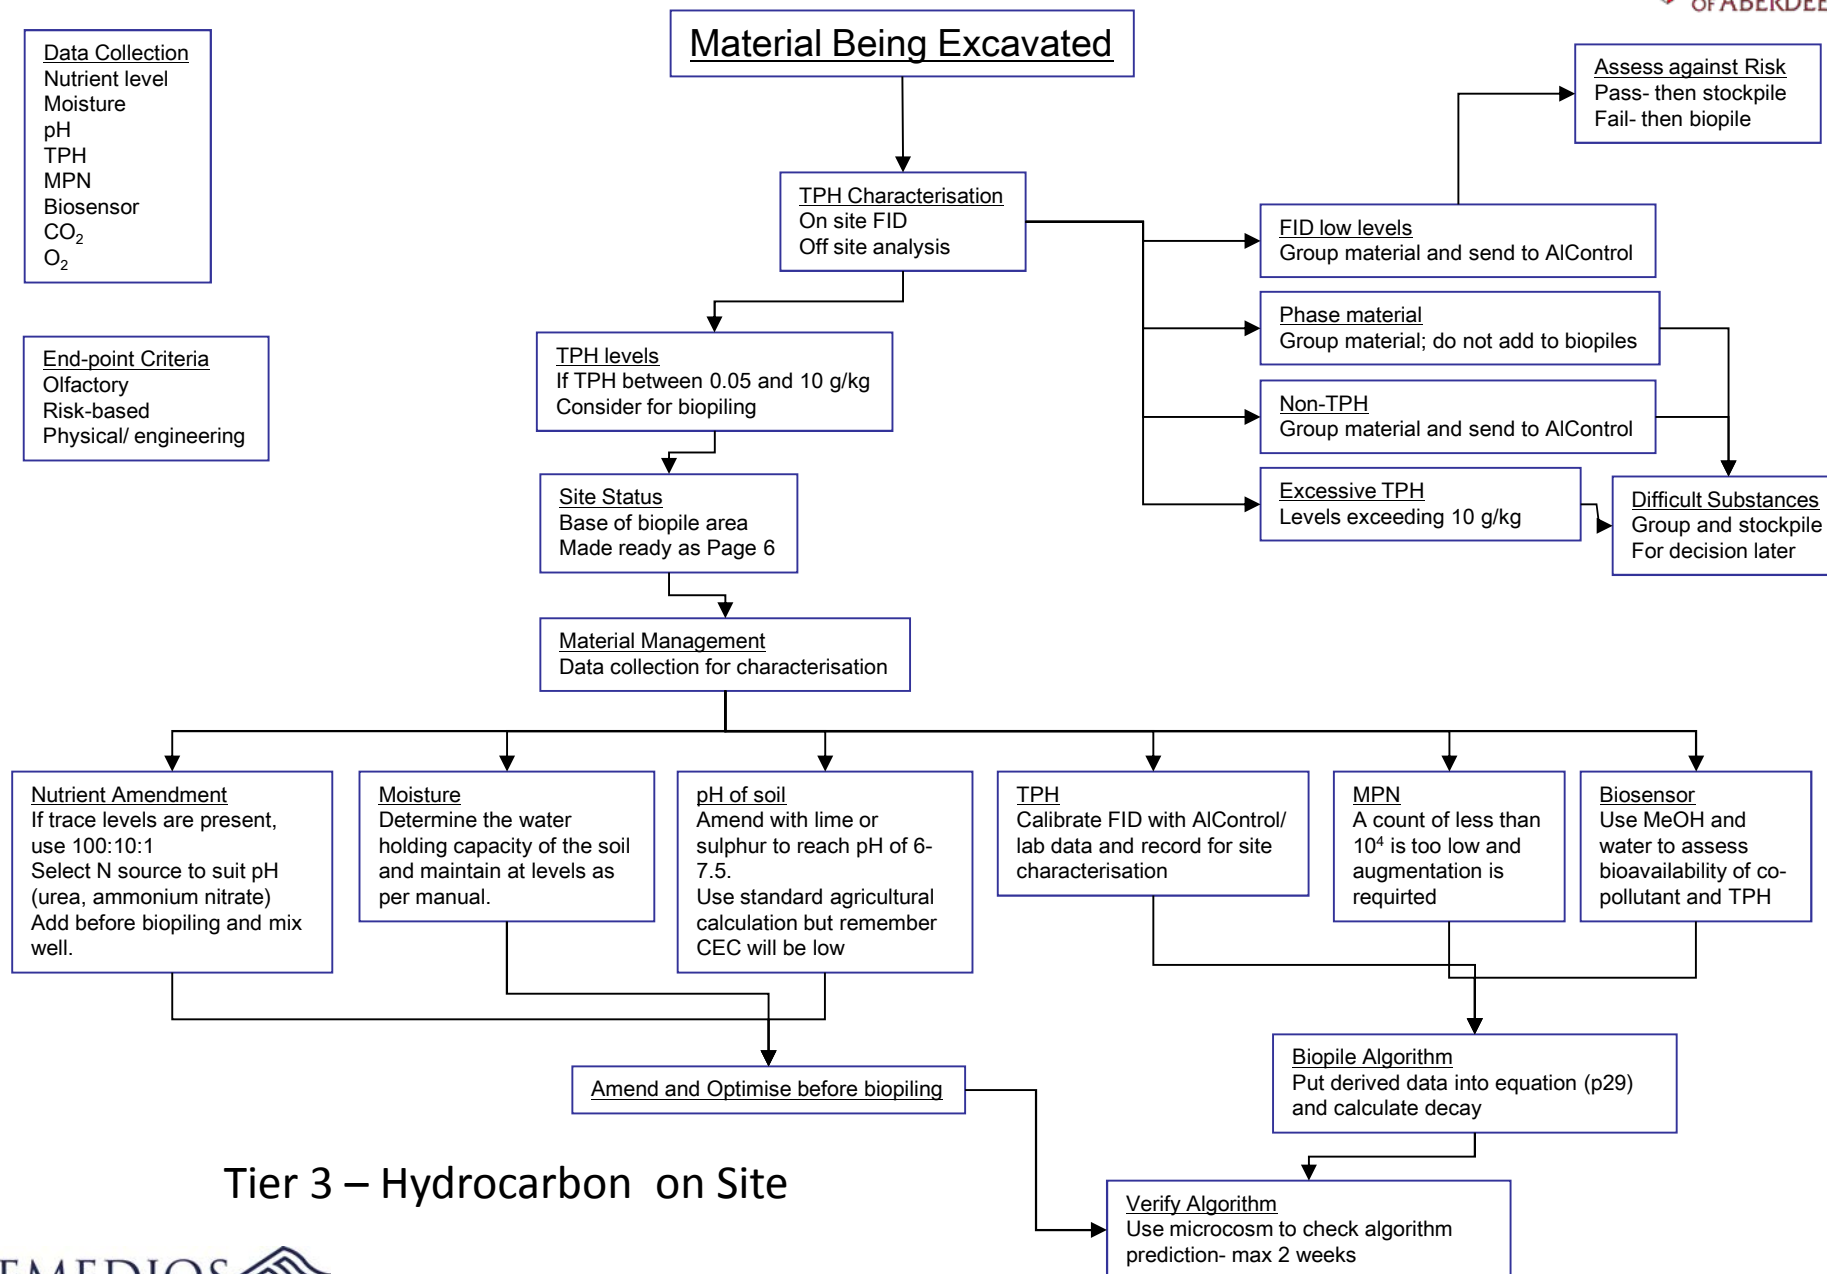 OF ABERDEE
Material Being Excavated
Data Collection
Nutrient level
Moisture
pH
TPH
MPN
Biosensor
CO₂
O₂
End-point Criteria
Olfactory
Risk-based
Physical/ engineering
Assess against Risk
Pass- then stockpile
Fail- then biopile
TPH Characterisation
On site FID
Off site analysis
FID low levels
Group material and send to AlControl
Phase material
Group material; do not add to biopiles
Non-TPH
Group material and send to AlControl
Excessive TPH
Levels exceeding 10 g/kg
Difficult Substances
Group and stockpile
For decision later
TPH levels
If TPH between 0.05 and 10 g/kg
Consider for biopiling
Site Status
Base of biopile area
Made ready as Page 6
Material Management
Data collection for characterisation
Nutrient Amendment
If trace levels are present,
use 100:10:1
Select N source to suit pH
(urea, ammonium nitrate)
Add before biopiling and mix
well.
Moisture
Determine the water
holding capacity of the soil
and maintain at levels as
per manual.
pH of soil
Amend with lime or
sulphur to reach pH of 6-
7.5.
Use standard agricultural
calculation but remember
CEC will be low
TPH
Calibrate FID with AlControl/
lab data and record for site
characterisation
MPN
A count of less than
10⁴ is too low and
augmentation is
requirted
Biosensor
Use MeOH and
water to assess
bioavailability of co-
pollutant and TPH
Amend and Optimise before biopiling
Biopile Algorithm
Put derived data into equation (p29)
and calculate decay
Verify Algorithm
Use microcosm to check algorithm
prediction- max 2 weeks
Tier 3 – Hydrocarbon on Site
EMEDIOS